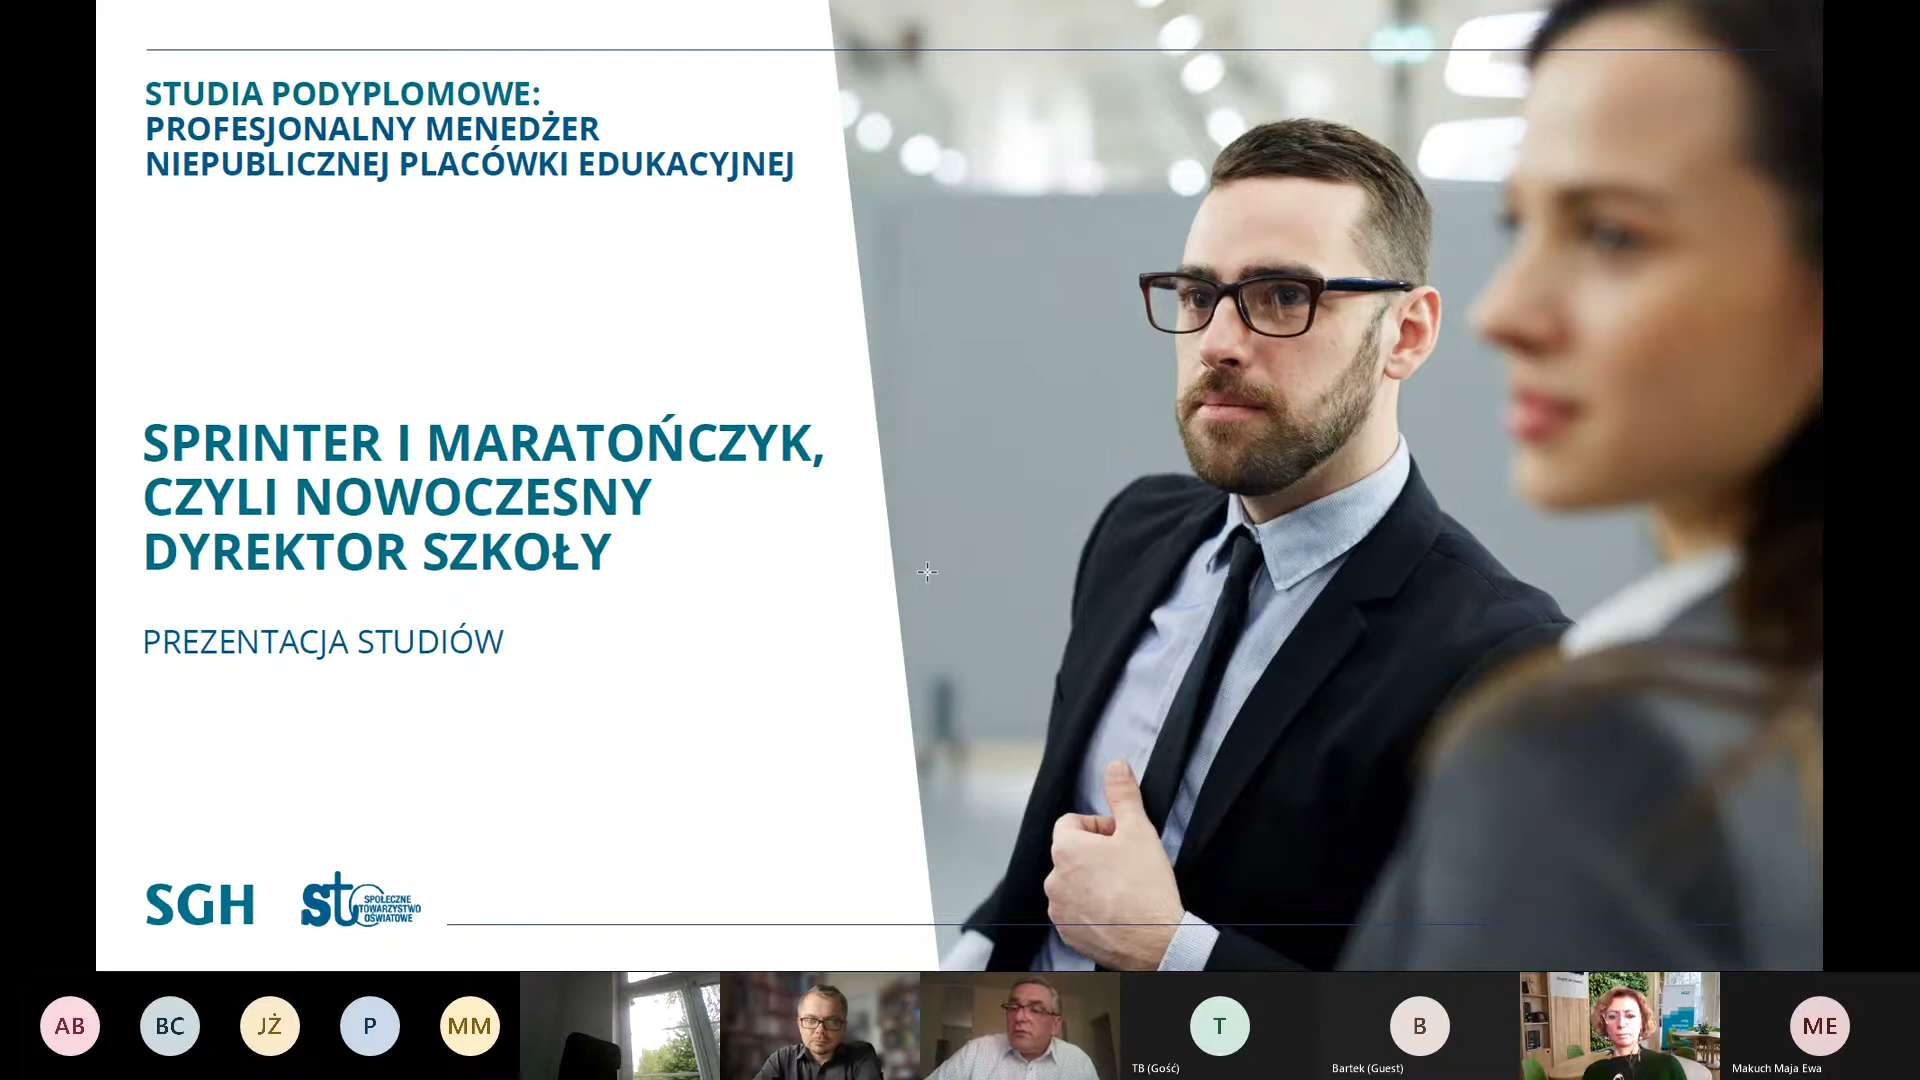 STUDIA PODYPLOMOWE:
PROFESJONALNY MENEDŻER
NIEPUBLICZNEJ PLACÓWKI EDUKACYJNEJ
SPRINTER I MARATOŃCZYK,
CZYLI NOWOCZESNY
DYREKTOR SZKOŁY
PREZENTACJA STUDIÓW
SGH
sto
SPOŁECZNE
TOWARZYSTWO
OŚWIATOWE
AB
BC
JŻ
P
MM
T
TB (Gość)
B
Bartek (Guest)
ME
Makuch Maja Ewa